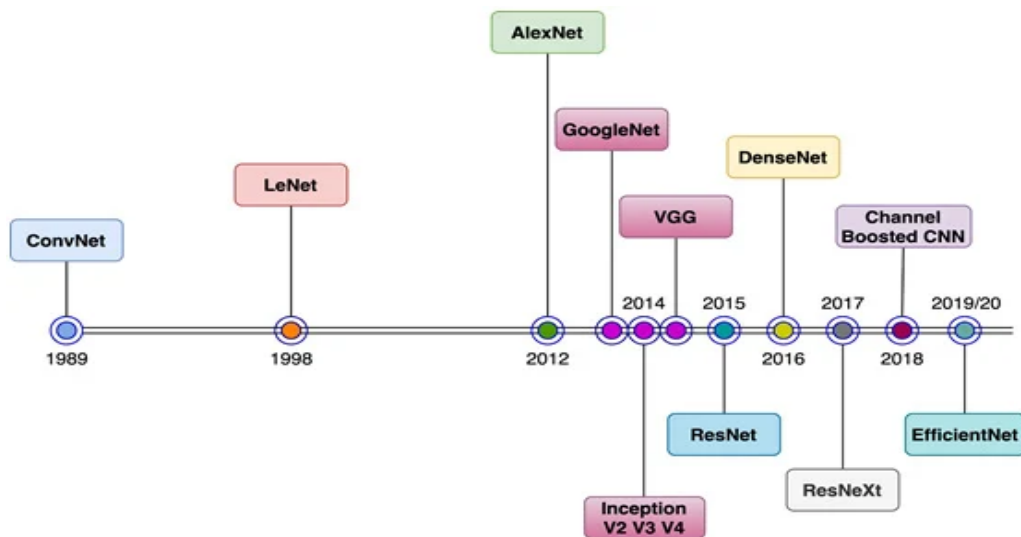 AlexNet
GoogleNet
DenseNet
LeNet
VGG
Channel
Boosted CNN
ConvNet
2014
2015
2017
2019/20
1989
1998
2012
2016
2018
ResNet
EfficientNet
ResNeXt
Inception
V2 V3 V4